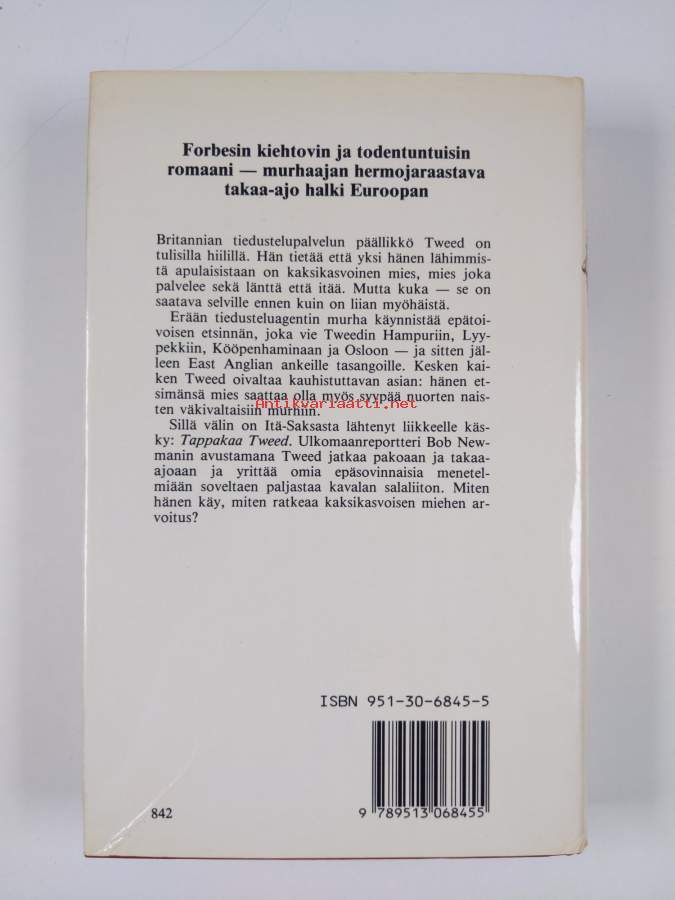 Forbesin kiehtovin ja todentuntuisin
romaani — murhaajan hermojaraastava
takaa-ajo halki Euroopan
Britannian tiedustelupalvelun päällikkö Tweed on
tulisilla hiilillä. Hän tietää että yksi hänen lähimmis-
tä apulaisistaan on kaksikasvoinen mies, mies joka
palvelee sekä länttä että itää. Mutta kuka — se on
saatava selville ennen kuin on liian myöhäistä.
Erään tiedusteluagentin murha käynnistää epätoi-
voisen etsinnän, joka vie Tweedin Hampuriin, Lyy-
pekkiin, Kööpenhaminaan ja Osloon — ja sitten jäl-
leen East Anglian ankeille tasangoille. Kesken kai-
ken Tweed oivaltaa kauhistuttavan asian: hänen et-
simänsä mies saattaa olla myös syypää nuorten nais-
ten väkivaltaisiin murhiin.
Antikvariaatti.net
Sillä välin on Itä-Saksasta lähtenyt liikkeelle käs-
ky: Tappakaa Tweed. Ulkomaanreportteri Bob New-
manin avustamana Tweed jatkaa pakoaan ja takaa-
ajoaan ja yrittää omia epäsovinnaisia menetel-
miään soveltaen paljastaa kavalan salaliiton. Miten
hänen käy, miten ratkeaa kaksikasvoisen miehen ar-
voitus?
ISBN 951-30-6845-5
842
9 789513 068455